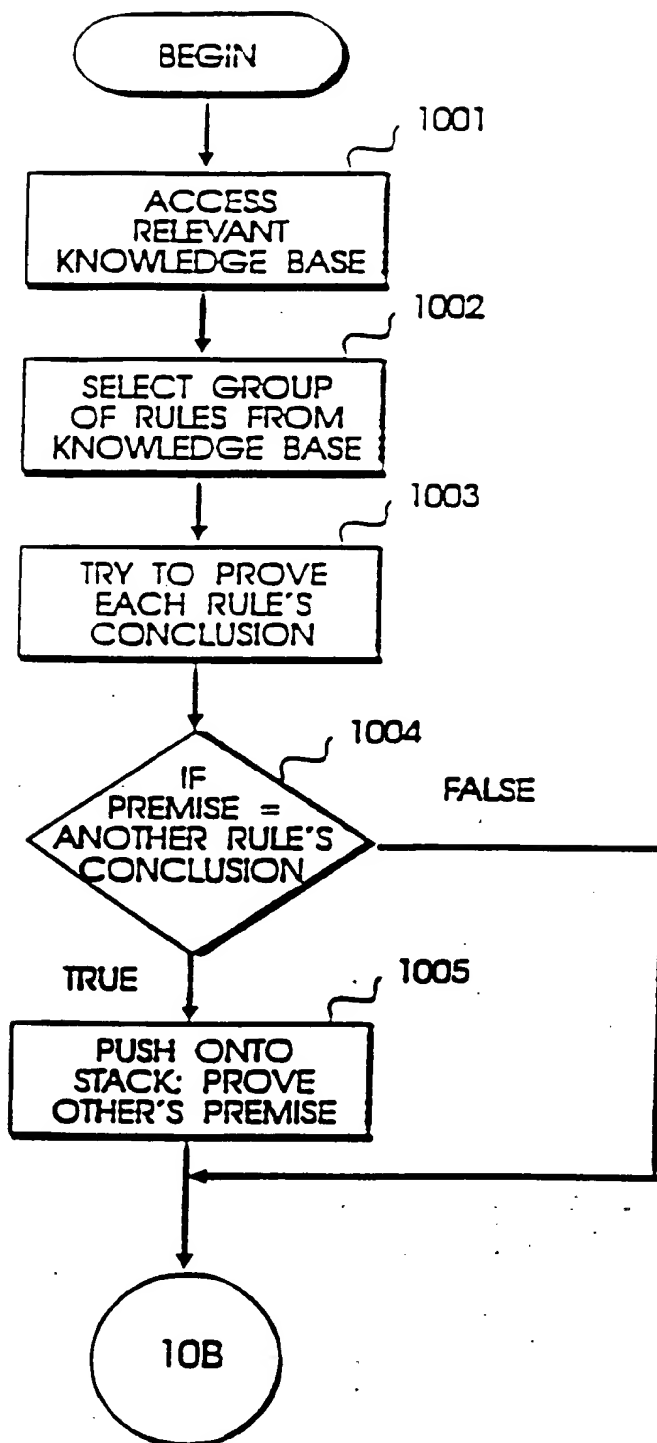 BEGIN
1001
ACCESS
RELEVANT
KNOWLEDGE BASE
1002
SELECT GROUP
OF RULES FROM
KNOWLEDGE BASE
1003
TRY TO PROVE
EACH RULE'S
CONCLUSION
1004
IF
PREMISE =
ANOTHER RULE'S
CONCLUSION
FALSE
TRUE
1005
PUSH ONTO
STACK: PROVE
OTHER'S PREMISE
10B